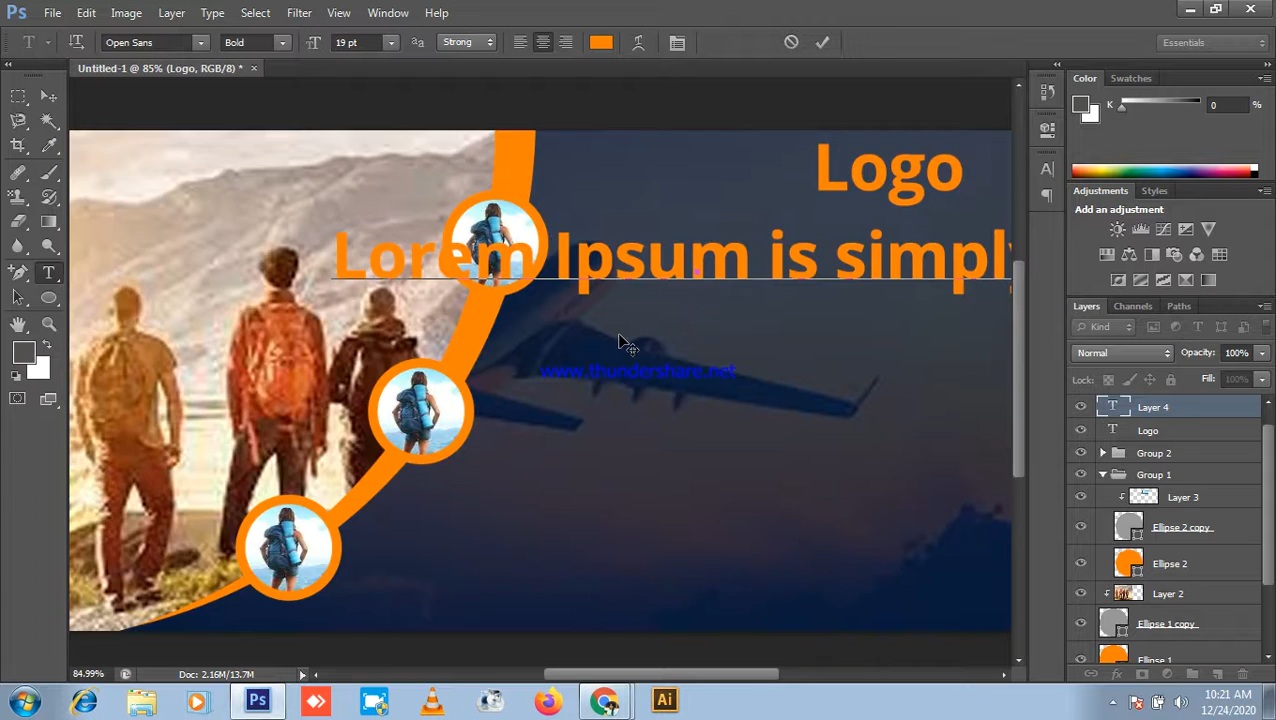 Ps File Edit Image Layer Type Select Filter View Window Help
T Open Sans Bold 19 pt Strong Essentials
Untitled-1 @ 85% (Logo, RGB/8) * ×
Logo
Lorem Ipsum is simply
www.thundershare.net
Color Swatches
K 0 %
Adjustments Styles
Add an adjustment
Layers Channels Paths
Kind
Normal Opacity: 100%
Lock: Fill: 100%
T Layer 4
T Logo
Group 2
Group 1
Layer 3
Ellipse 2 copy
Ellipse 2
Layer 2
Ellipse 1 copy
Ellipse 1
84.99% Doc: 2.16M/13.7M
Ps Ai
10:21 AM
12/24/2020